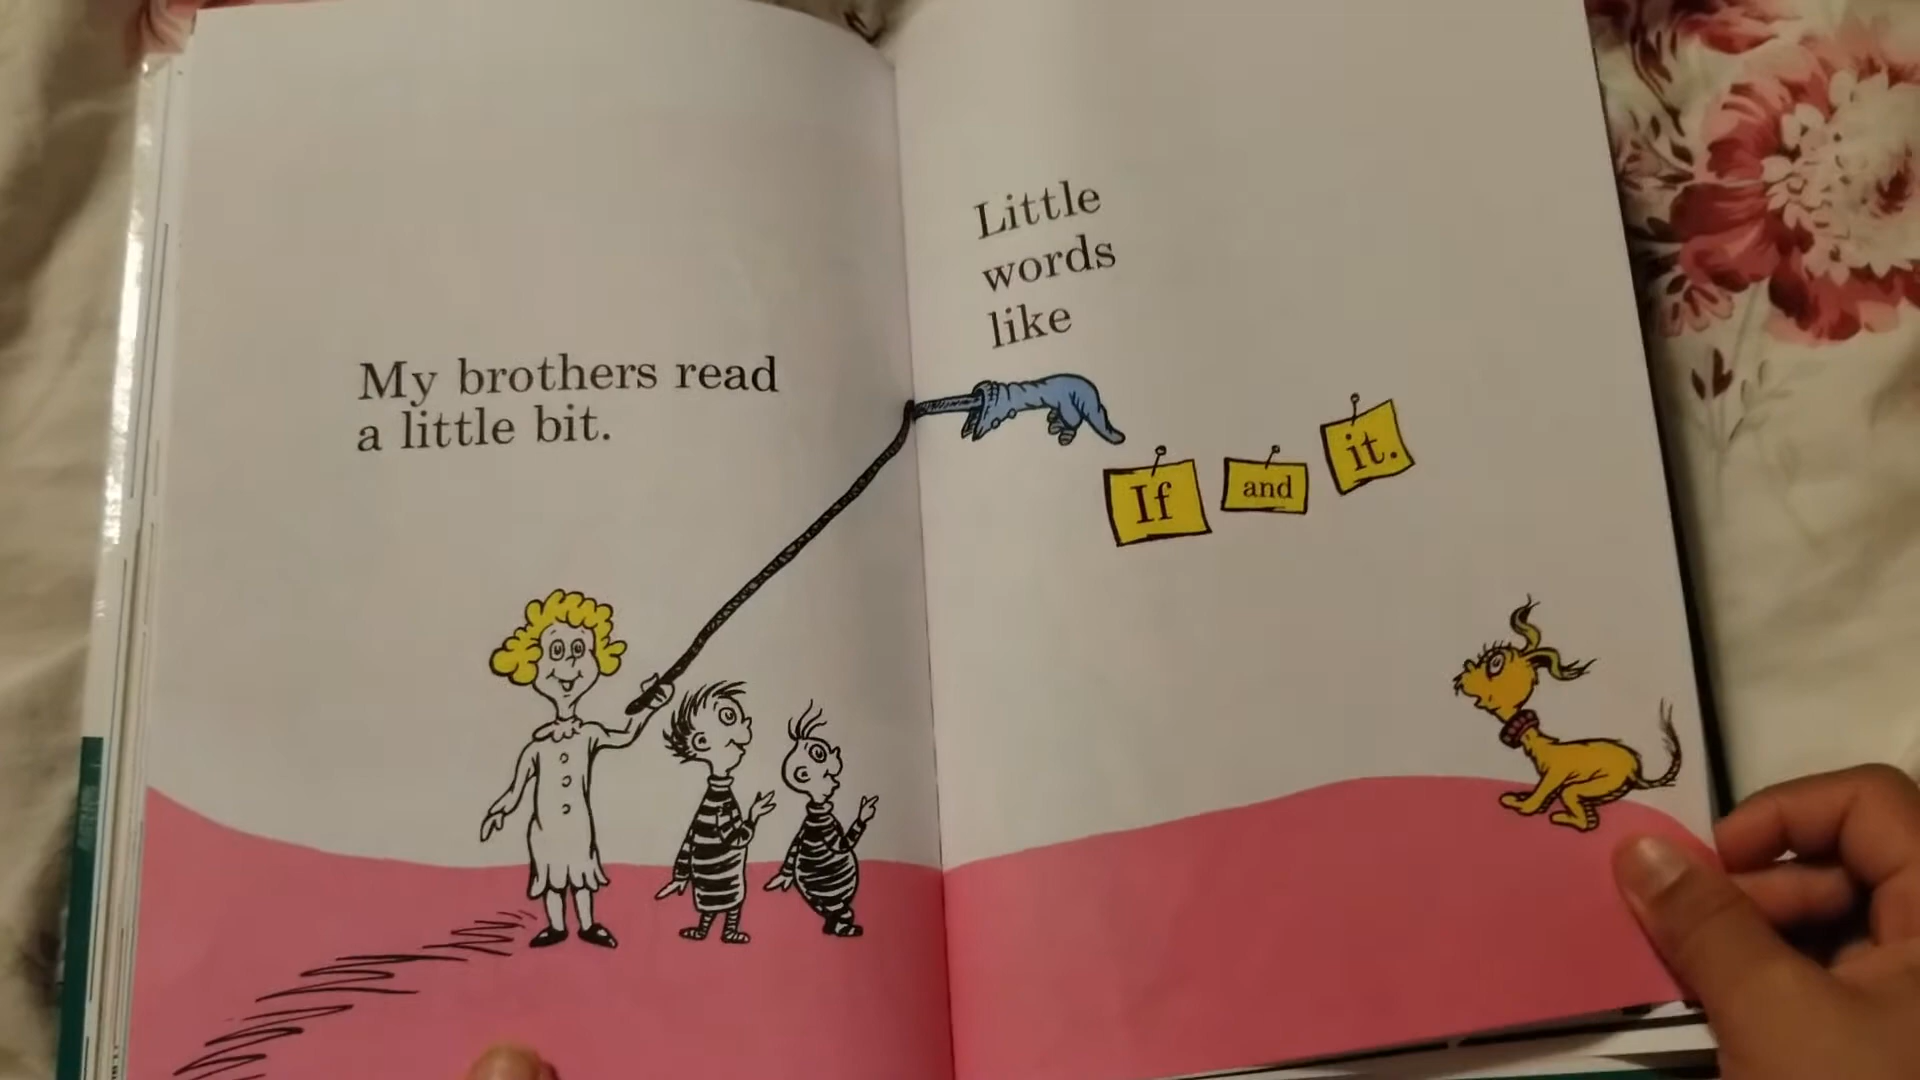 My brothers read
a little bit.
Little
words
like
If and it.